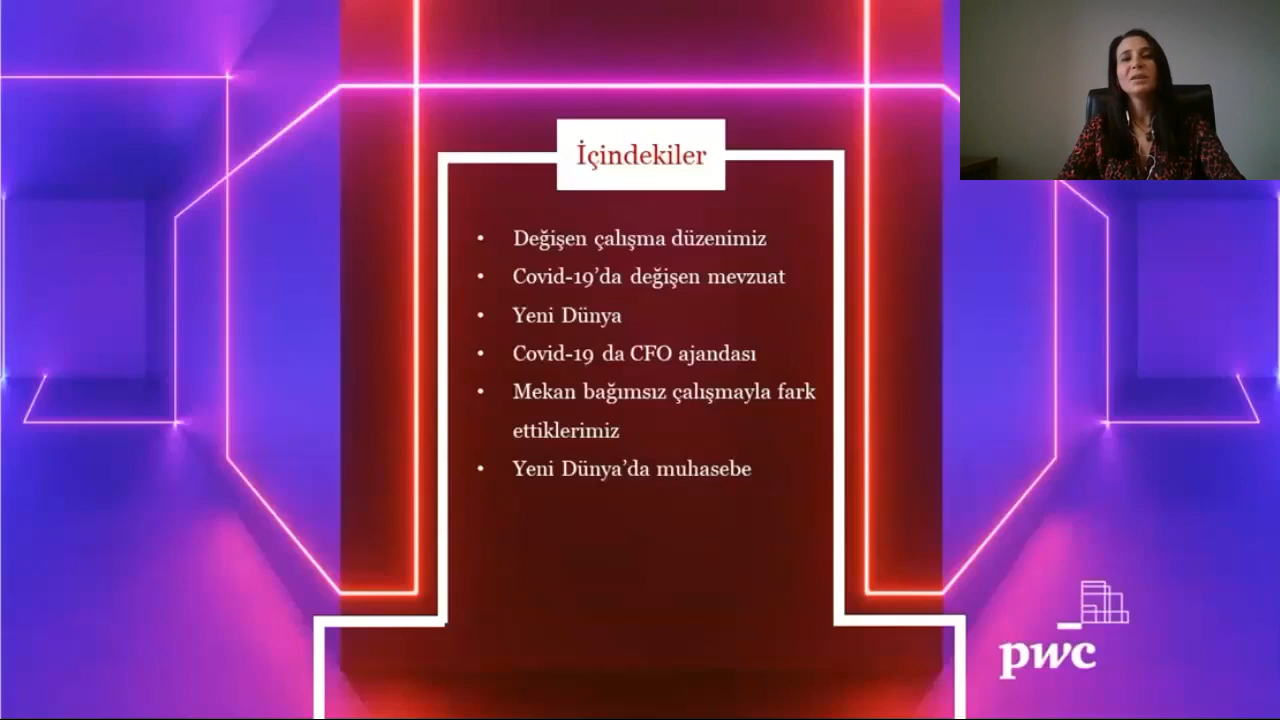 İçindekiler
• Değişen çalışma düzenimiz
• Covid-19’da değişen mevzuat
• Yeni Dünya
• Covid-19 da CFO ajandası
• Mekan bağımsız çalışmayla fark
ettiklerimiz
• Yeni Dünya’da muhasebe
pwc